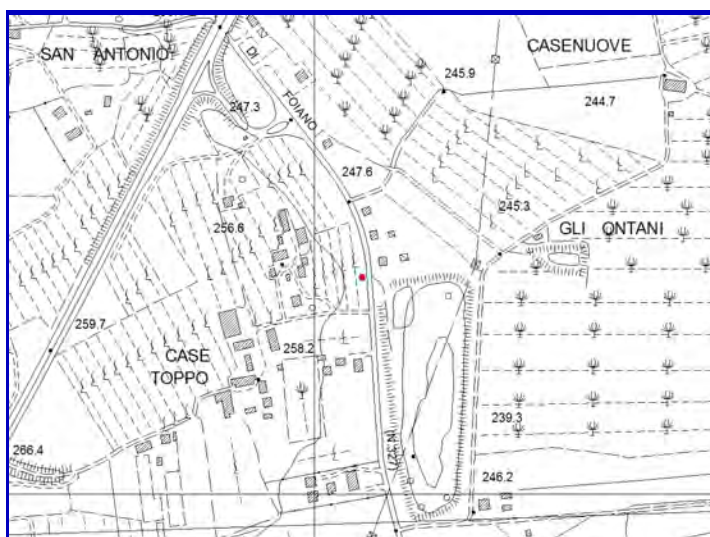 SAN ANTONIO
CASENUOVE
DI FOIANO
245.9
247.3
244.7
247.6
256.6
245.3
GLI ONTANI
259.7
258.2
CASE
TOPPO
239.3
(N 327)
266.4
246.2